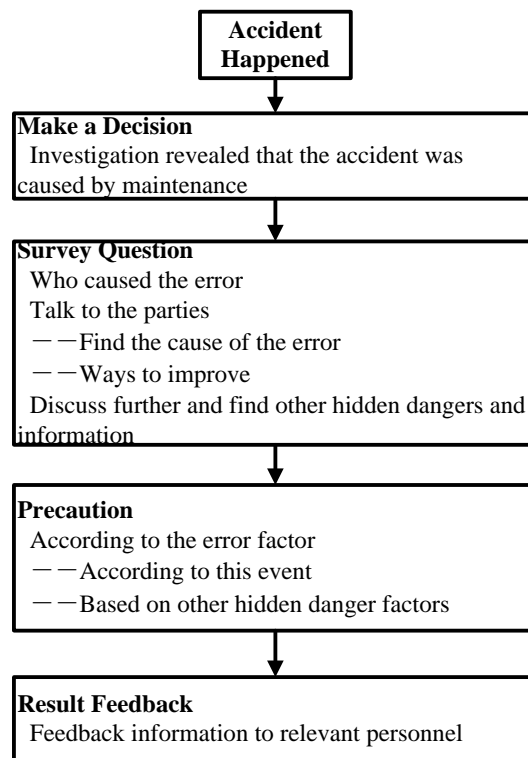 Accident
Happened
Make a Decision
Investigation revealed that the accident was
caused by maintenance
Survey Question
Who caused the error
Talk to the parties
——Find the cause of the error
——Ways to improve
Discuss further and find other hidden dangers and
information
Precaution
According to the error factor
——According to this event
——Based on other hidden danger factors
Result Feedback
Feedback information to relevant personnel